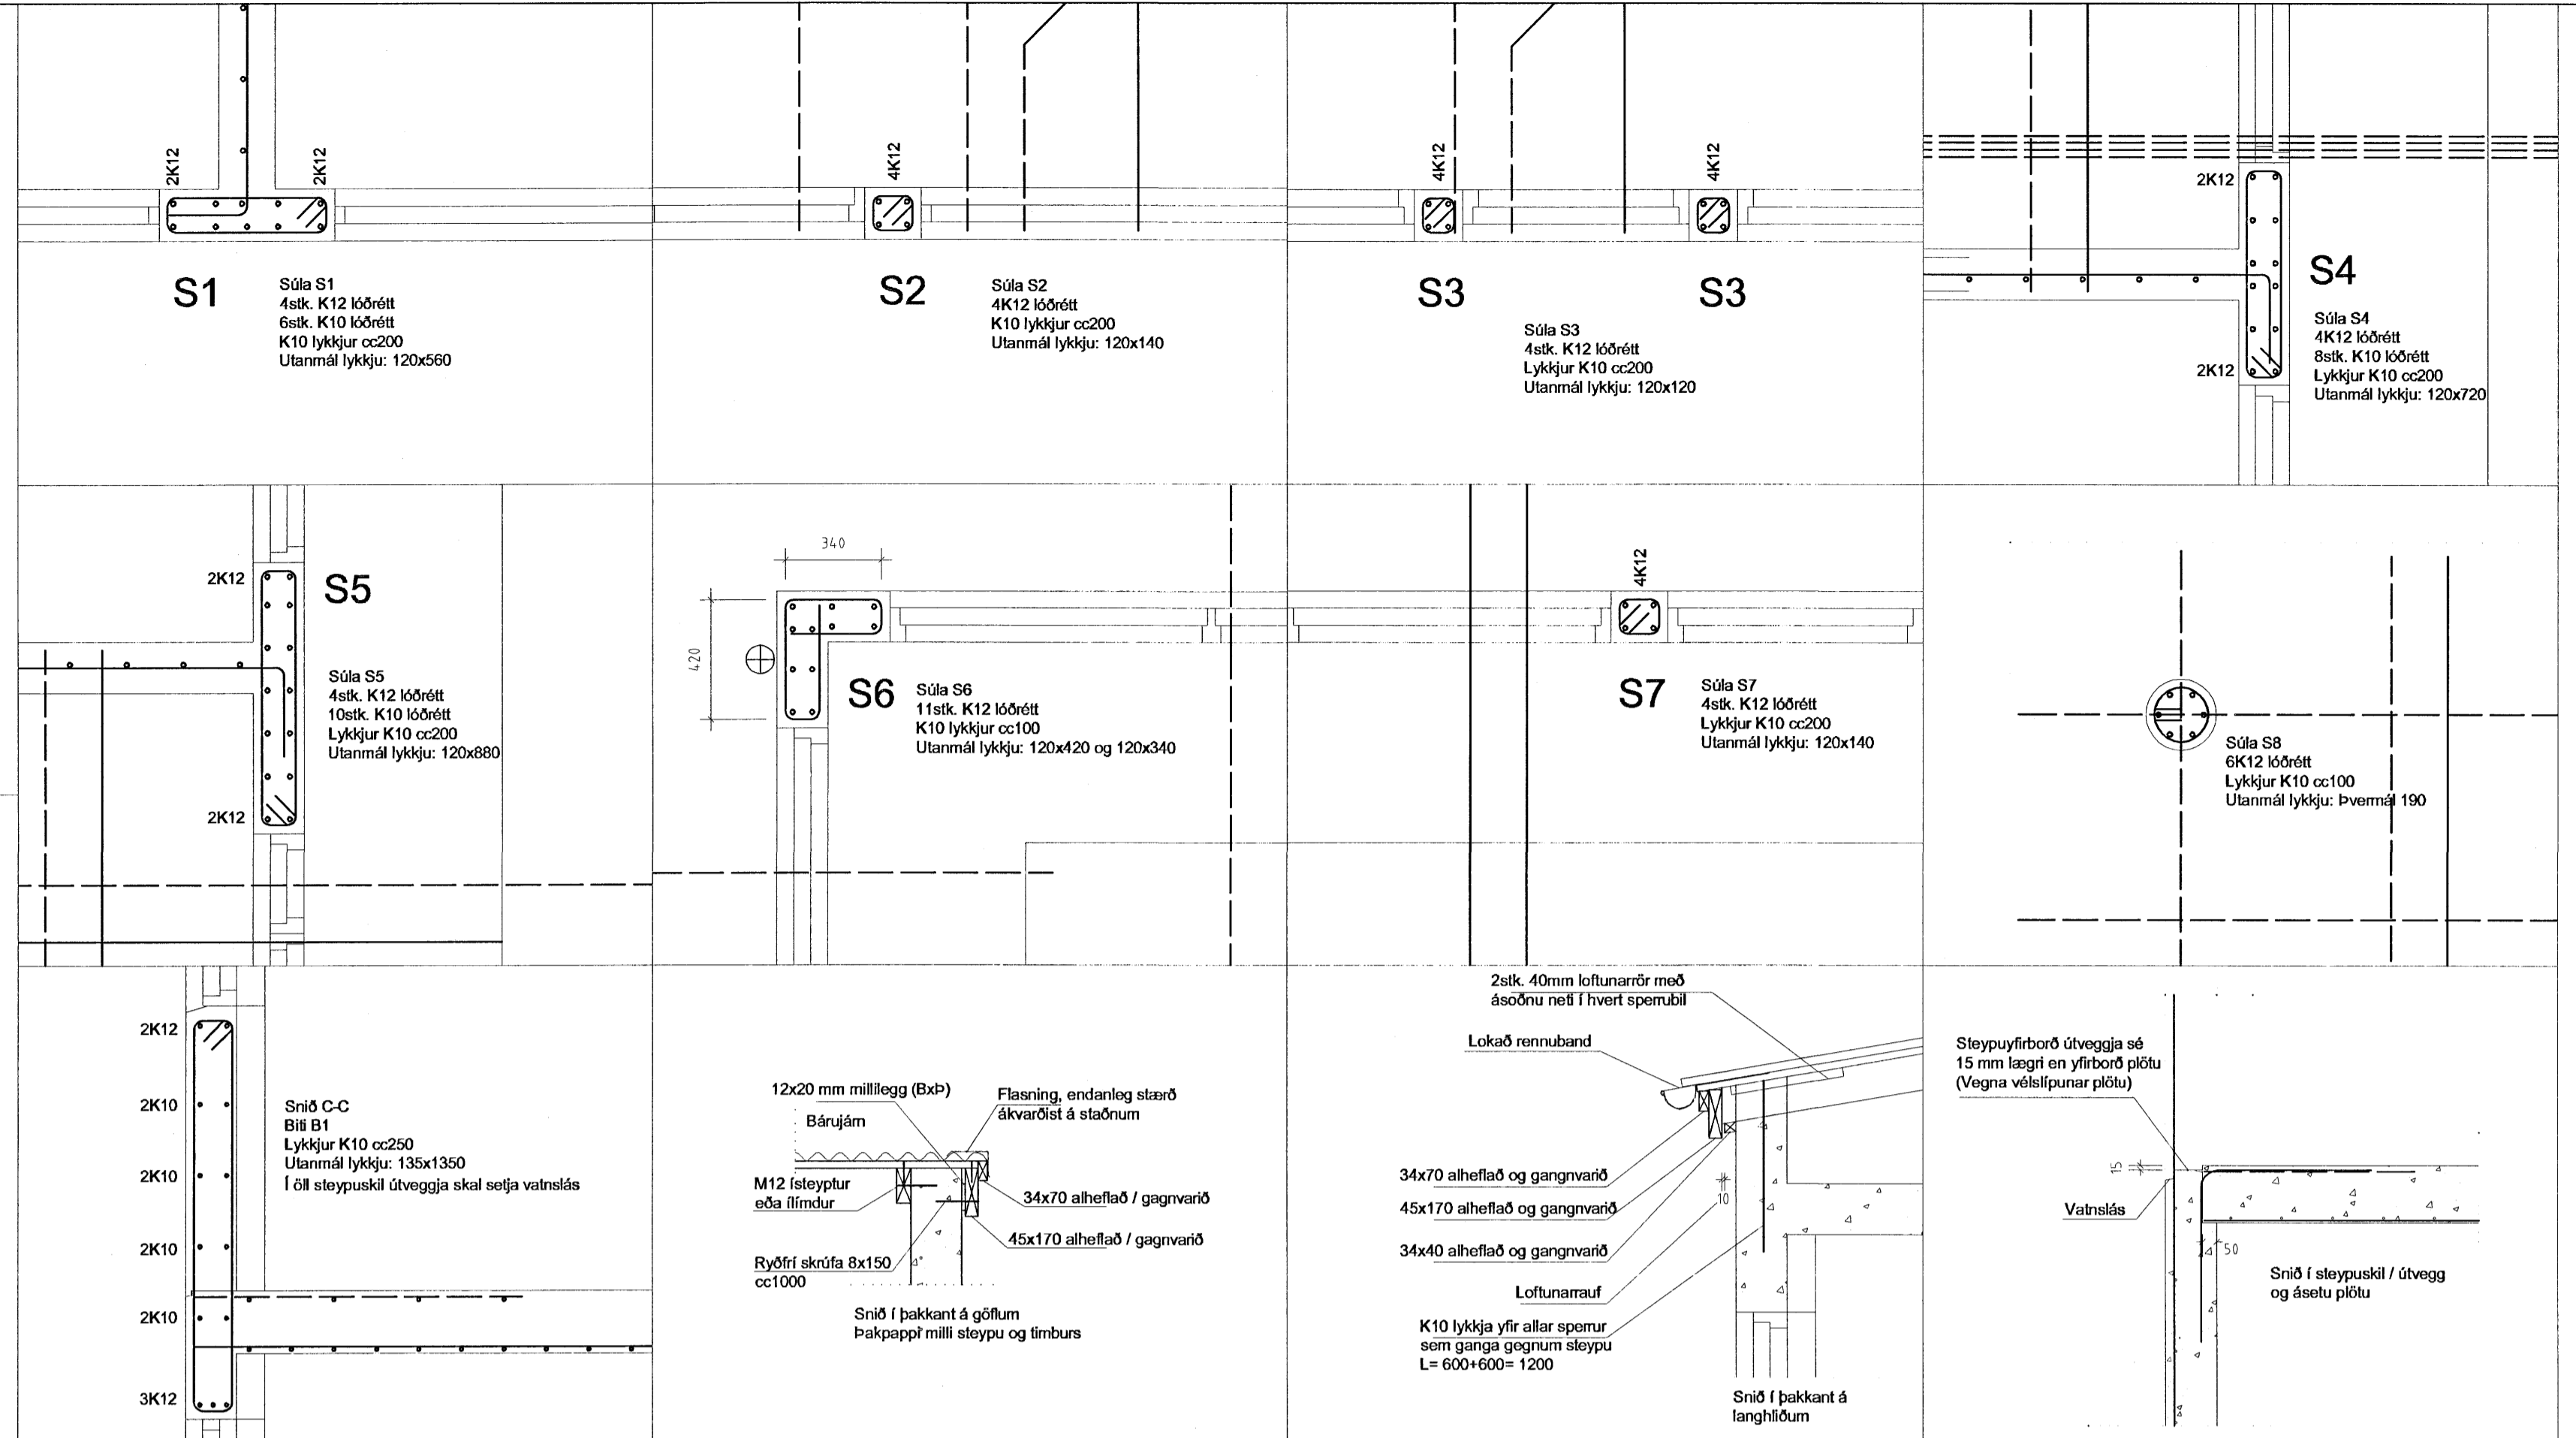 2K12
2K12
S1
Súla S1
4stk. K12 lóðrétt
6stk. K10 lóðrétt
K10 lykkjur cc200
Utanmál lykkju: 120x560
4K12
S2
Súla S2
4K12 lóðrétt
K10 lykkjur cc200
Utanmál lykkju: 120x140
4K12
4K12
S3
S3
Súla S3
4stk. K12 lóðrétt
Lykkjur K10 cc200
Utanmál lykkju: 120x120
2K12
2K12
S4
Súla S4
4K12 lóðrétt
8stk. K10 lóðrétt
Lykkjur K10 cc200
Utanmál lykkju: 120x720
2K12
2K12
S5
Súla S5
4stk. K12 lóðrétt
10stk. K10 lóðrétt
Lykkjur K10 cc200
Utanmál lykkju: 120x880
340
420
S6
Súla S6
11stk. K12 lóðrétt
K10 lykkjur cc100
Utanmál lykkju: 120x420 og 120x340
4K12
S7
Súla S7
4stk. K12 lóðrétt
Lykkjur K10 cc200
Utanmál lykkju: 120x140
Súla S8
6K12 lóðrétt
Lykkjur K10 cc100
Utanmál lykkju: Þvermál 190
2K12
2K10
2K10
2K10
2K10
3K12
Snið C-C
Biti B1
Lykkjur K10 cc250
Utanmál lykkju: 135x1350
Í öll steypuskil útveggja skal setja vatnslás
12x20 mm millilegg (BxÞ)
Bárujárn
Flasning, endanleg stærð
ákvarðist á staðnum
M12 ísteyptur
eða ílímdur
34x70 alheflað / gagnvarið
45x170 alheflað / gagnvarið
Ryðfrí skrúfa 8x150
cc1000
Snið í þakkant á göflum
Þakpappi milli steypu og timburs
2stk. 40mm loftunarrör með
ásoðnu neti í hvert sperrubil
Lokað rennuband
34x70 alheflað og gangnvarið
45x170 alheflað og gangnvarið
34x40 alheflað og gangnvarið
10
Loftunarrauf
K10 lykkja yfir allar sperrur
sem ganga gegnum steypu
L= 600+600= 1200
Snið í þakkant á
langhliðum
Steypuyfirborð útveggja sé
15 mm lægri en yfirborð plötu
(Vegna vélslípunar plötu)
15
Vatnslás
50
Snið í steypuskil / útvegg
og ásetu plötu